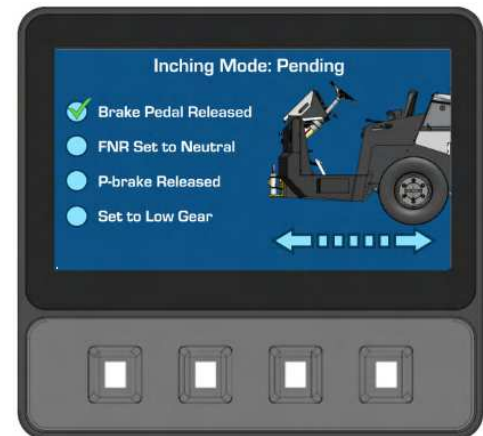 Inching Mode: Pending
Brake Pedal Released
FNR Set to Neutral
P-brake Released
Set to Low Gear